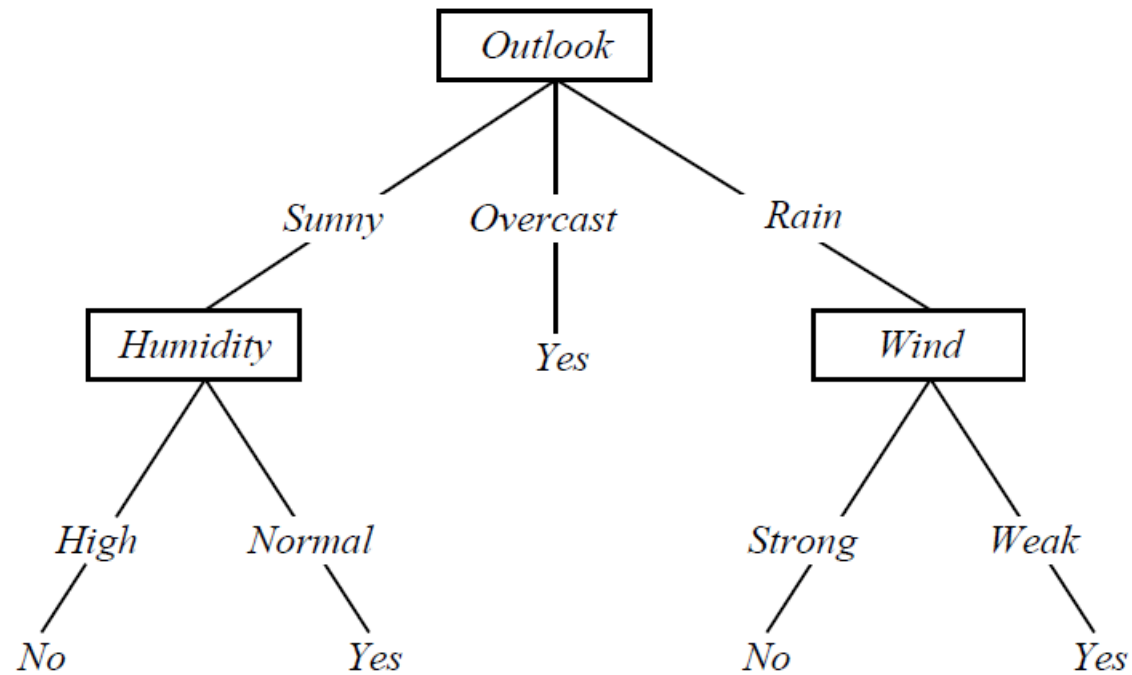 Outlook
Sunny Overcast Rain
Humidity Yes Wind
High Normal Strong Weak
No Yes No Yes